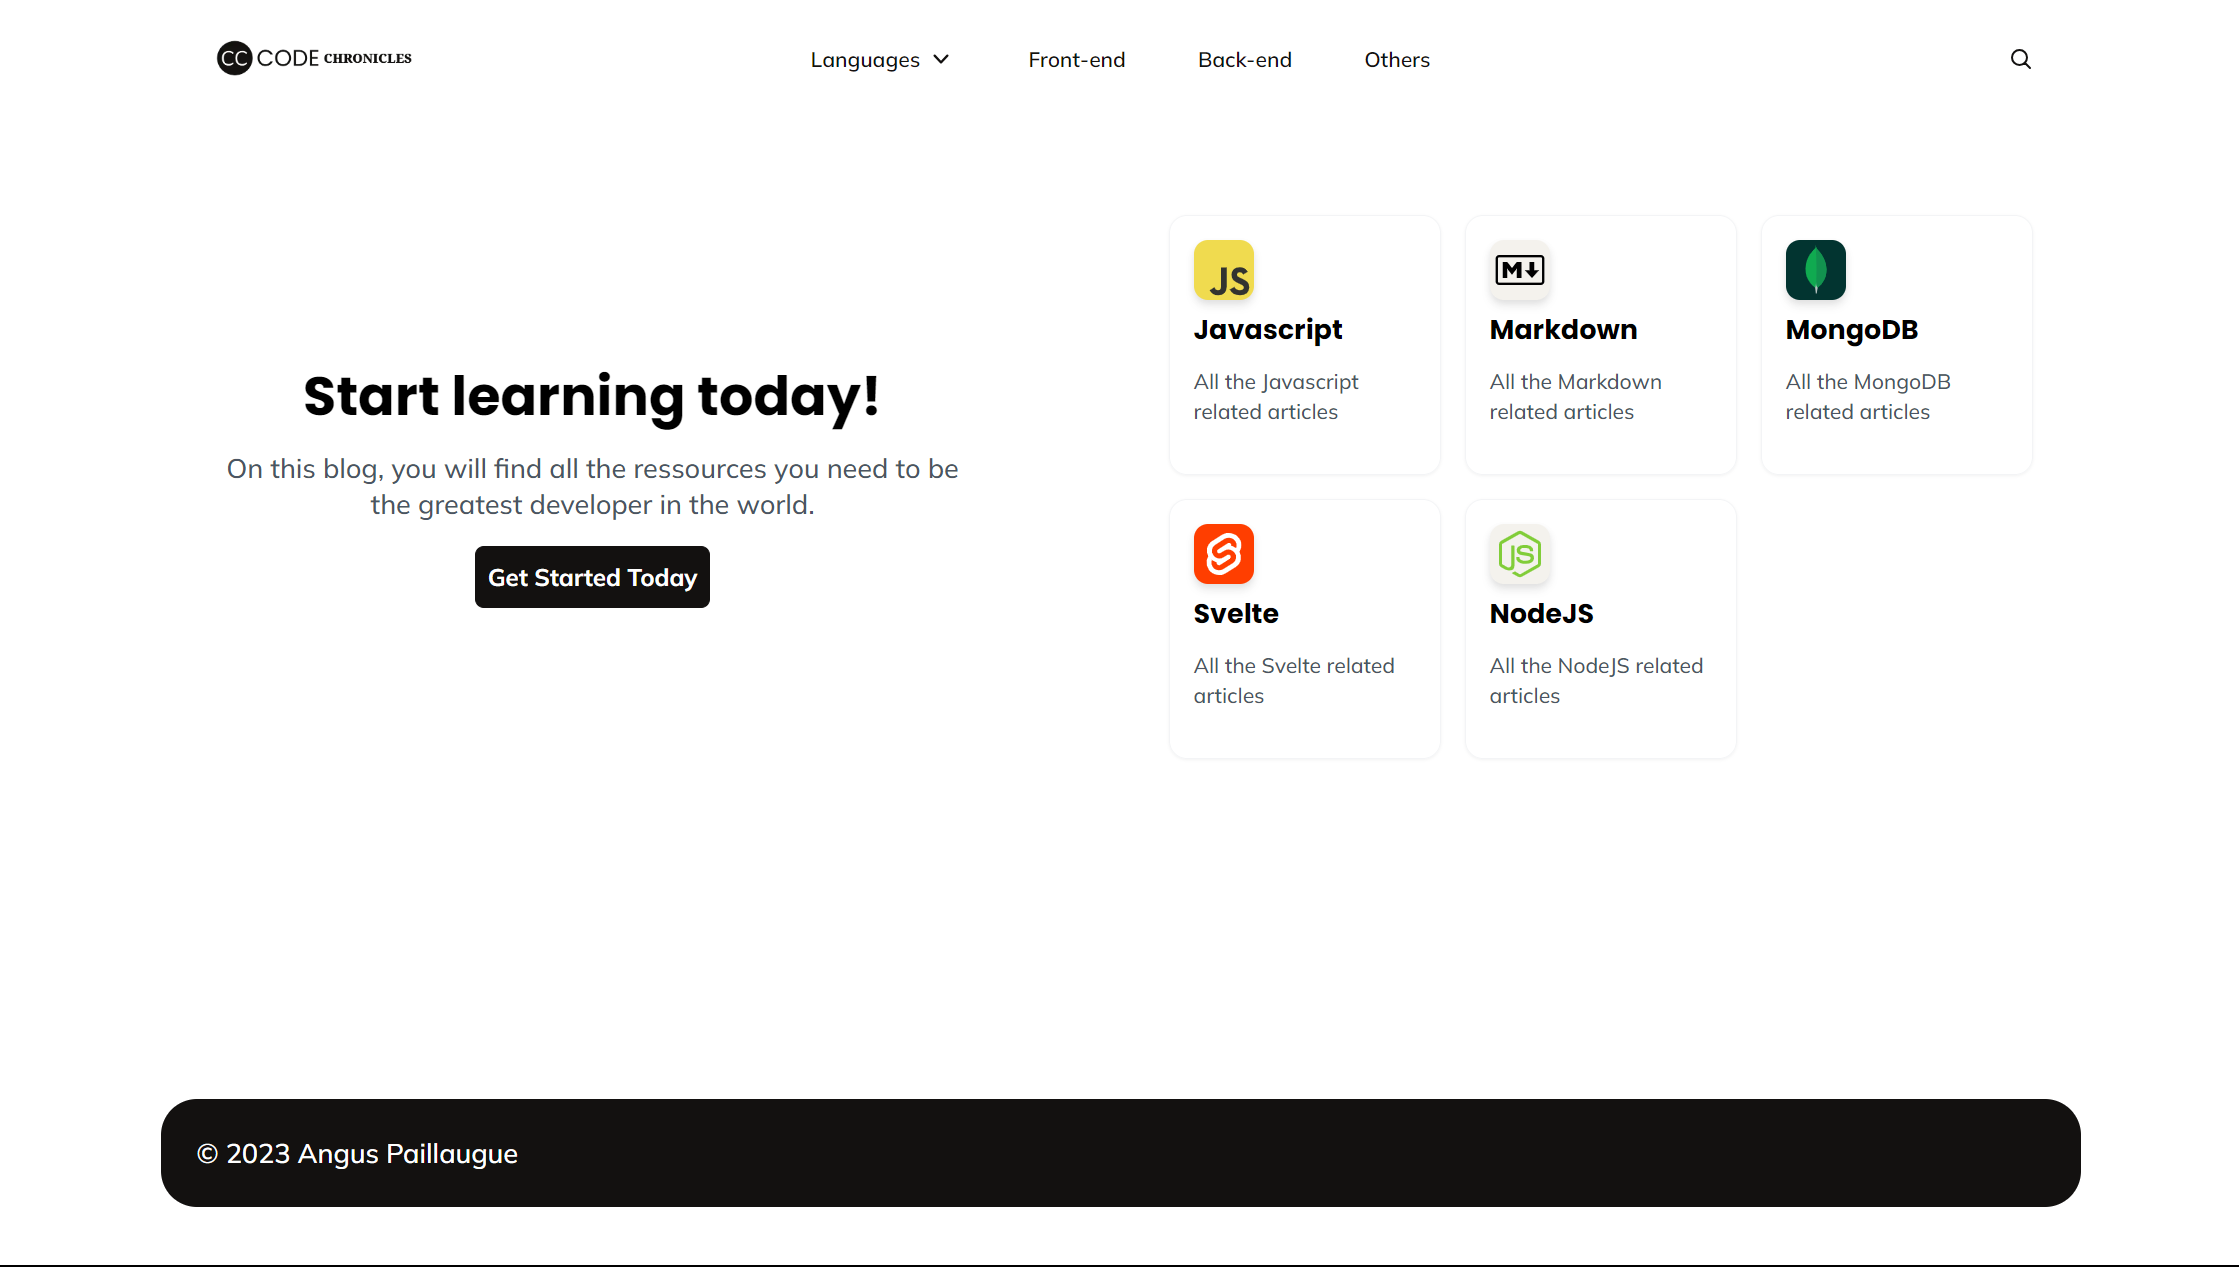 CC CODE CHRONICLES
Languages
Front-end
Back-end
Others
Start learning today!
On this blog, you will find all the ressources you need to be
the greatest developer in the world.
Get Started Today
JS
Javascript
All the Javascript
related articles
M
Markdown
All the Markdown
related articles
MongoDB
All the MongoDB
related articles
Svelte
All the Svelte related
articles
JS
NodeJS
All the NodeJS related
articles
© 2023 Angus Paillaugue